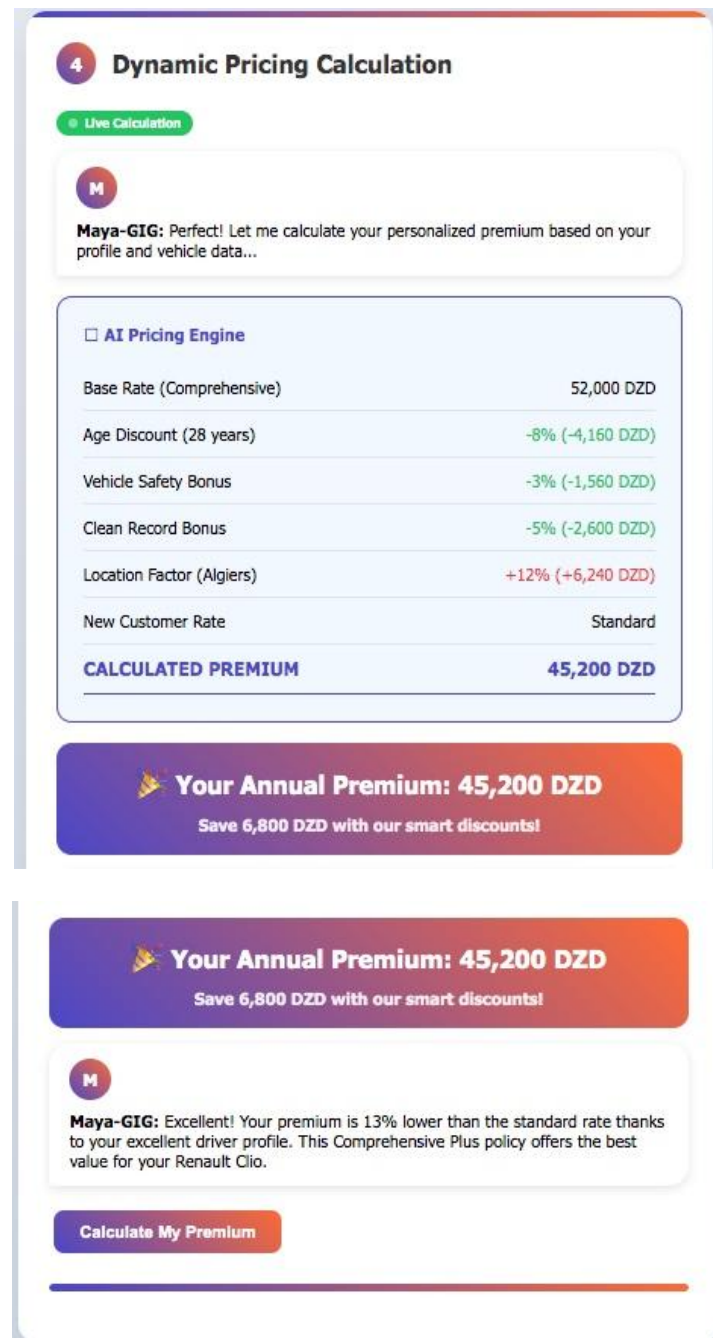 4 Dynamic Pricing Calculation
Live Calculation
M
Maya-GIG: Perfect! Let me calculate your personalized premium based on your
profile and vehicle data...
AI Pricing Engine
Base Rate (Comprehensive) 52,000 DZD
Age Discount (28 years) -8% (-4,160 DZD)
Vehicle Safety Bonus -3% (-1,560 DZD)
Clean Record Bonus -5% (-2,600 DZD)
Location Factor (Algiers) +12% (+6,240 DZD)
New Customer Rate Standard
CALCULATED PREMIUM 45,200 DZD
🎉 Your Annual Premium: 45,200 DZD
Save 6,800 DZD with our smart discounts!
🎉 Your Annual Premium: 45,200 DZD
Save 6,800 DZD with our smart discounts!
M
Maya-GIG: Excellent! Your premium is 13% lower than the standard rate thanks
to your excellent driver profile. This Comprehensive Plus policy offers the best
value for your Renault Clio.
Calculate My Premium